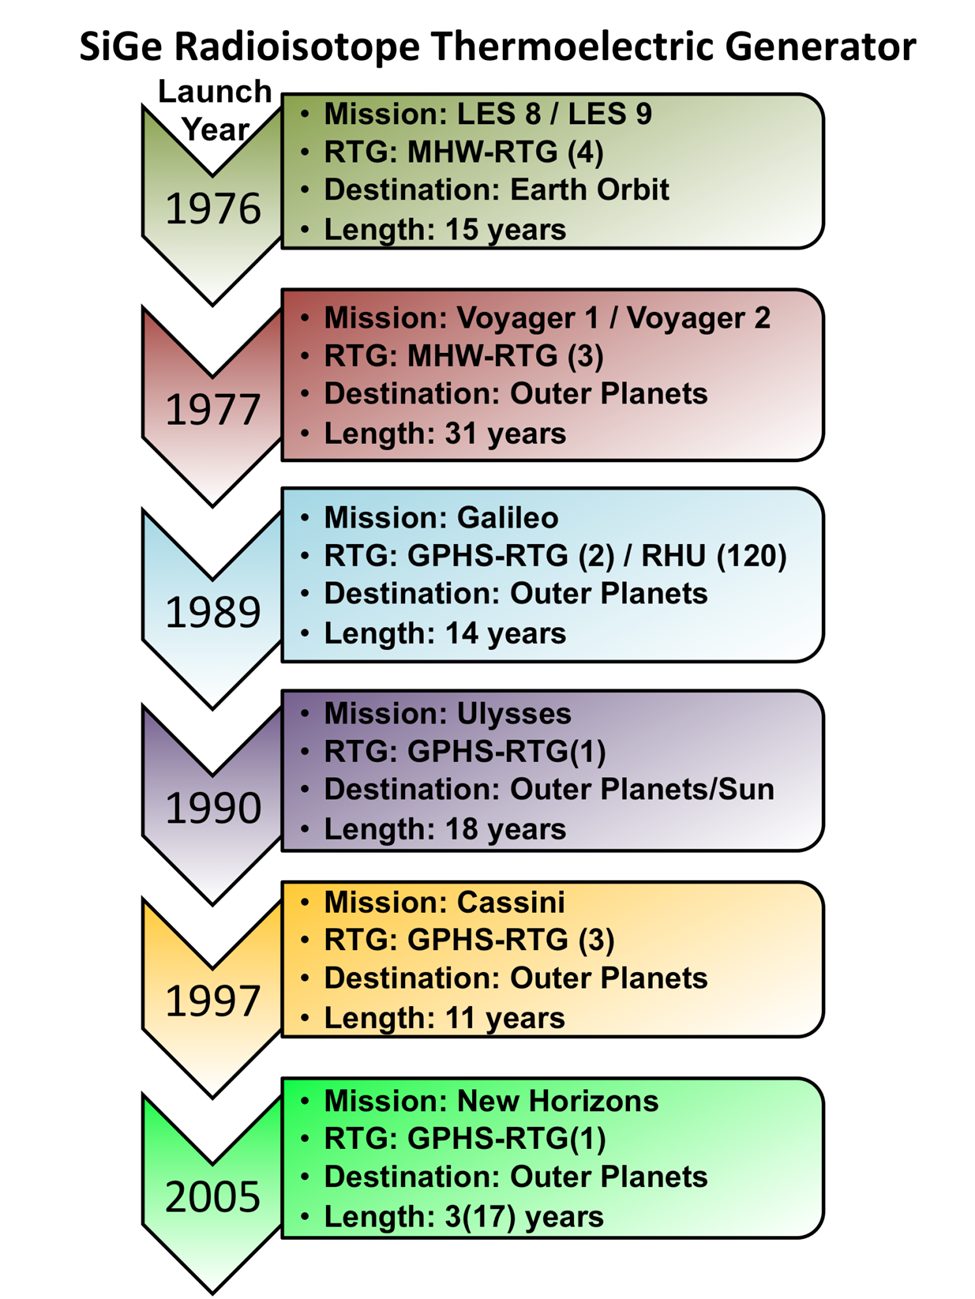 SiGe Radioisotope Thermoelectric Generator
Launch
Year
1976
• Mission: LES 8 / LES 9
• RTG: MHW-RTG (4)
• Destination: Earth Orbit
• Length: 15 years
1977
• Mission: Voyager 1 / Voyager 2
• RTG: MHW-RTG (3)
• Destination: Outer Planets
• Length: 31 years
1989
• Mission: Galileo
• RTG: GPHS-RTG (2) / RHU (120)
• Destination: Outer Planets
• Length: 14 years
1990
• Mission: Ulysses
• RTG: GPHS-RTG(1)
• Destination: Outer Planets/Sun
• Length: 18 years
1997
• Mission: Cassini
• RTG: GPHS-RTG (3)
• Destination: Outer Planets
• Length: 11 years
2005
• Mission: New Horizons
• RTG: GPHS-RTG(1)
• Destination: Outer Planets
• Length: 3(17) years